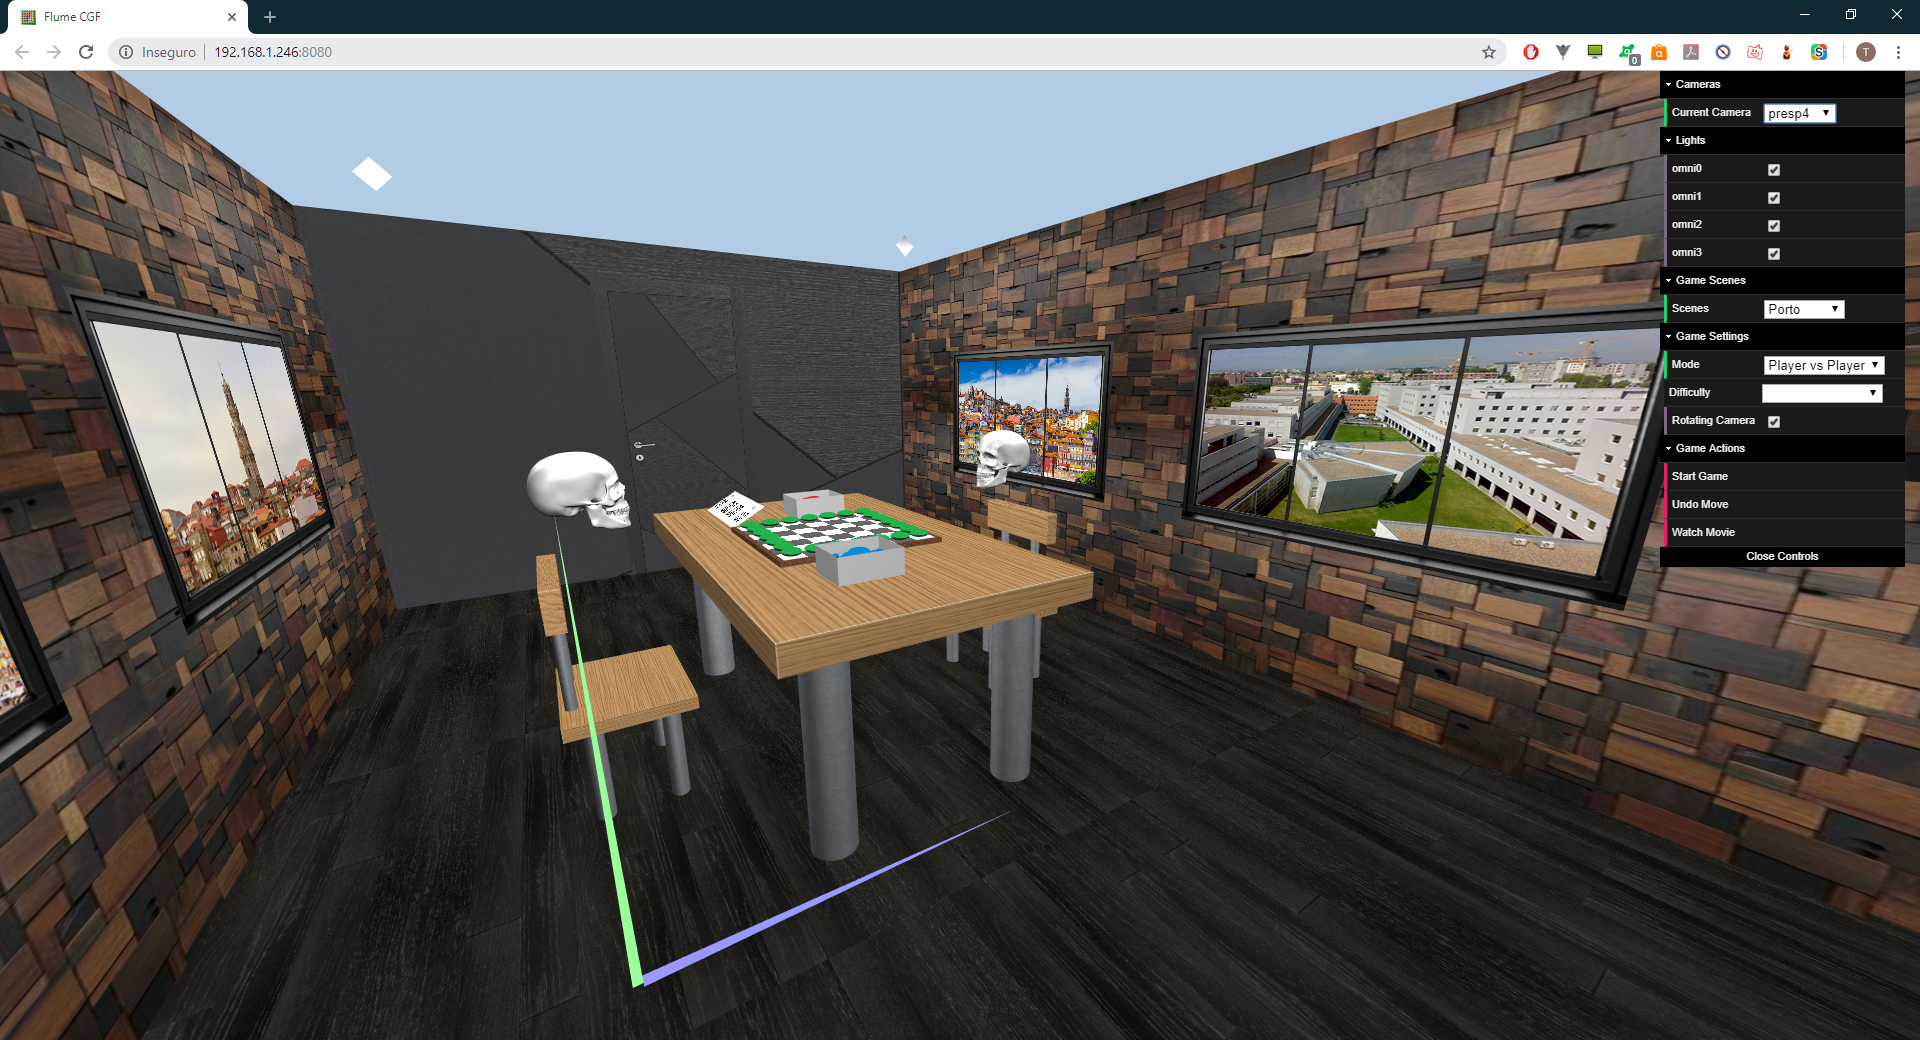 Flume CGF
Inseguro
192.168.1.246:8080
0
T
Cameras
Current Camera
presp4
Lights
omni0
omni1
omni2
omni3
Game Scenes
Scenes
Porto
Game Settings
Mode
Player vs Player
Difficulty
Rotating Camera
Game Actions
Start Game
Undo Move
Watch Movie
Close Controls